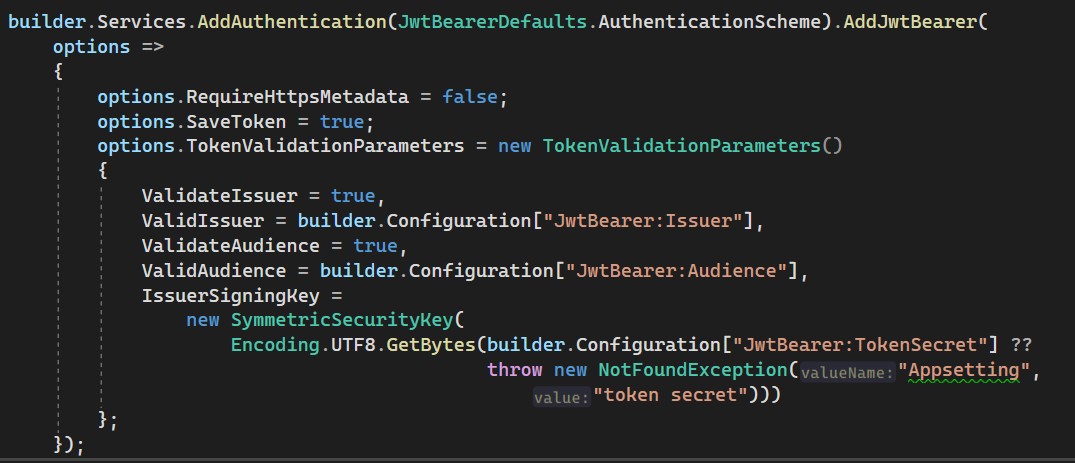 builder.Services.AddAuthentication(JwtBearerDefaults.AuthenticationScheme).AddJwtBearer(
    options =>
    {
        options.RequireHttpsMetadata = false;
        options.SaveToken = true;
        options.TokenValidationParameters = new TokenValidationParameters()
        {
            ValidateIssuer = true,
            ValidIssuer = builder.Configuration["JwtBearer:Issuer"],
            ValidateAudience = true,
            ValidAudience = builder.Configuration["JwtBearer:Audience"],
            IssuerSigningKey =
                new SymmetricSecurityKey(
                    Encoding.UTF8.GetBytes(builder.Configuration["JwtBearer:TokenSecret"] ??
                                           throw new NotFoundException(valueName: "Appsetting",
                                               value: "token secret")))
        };
    });